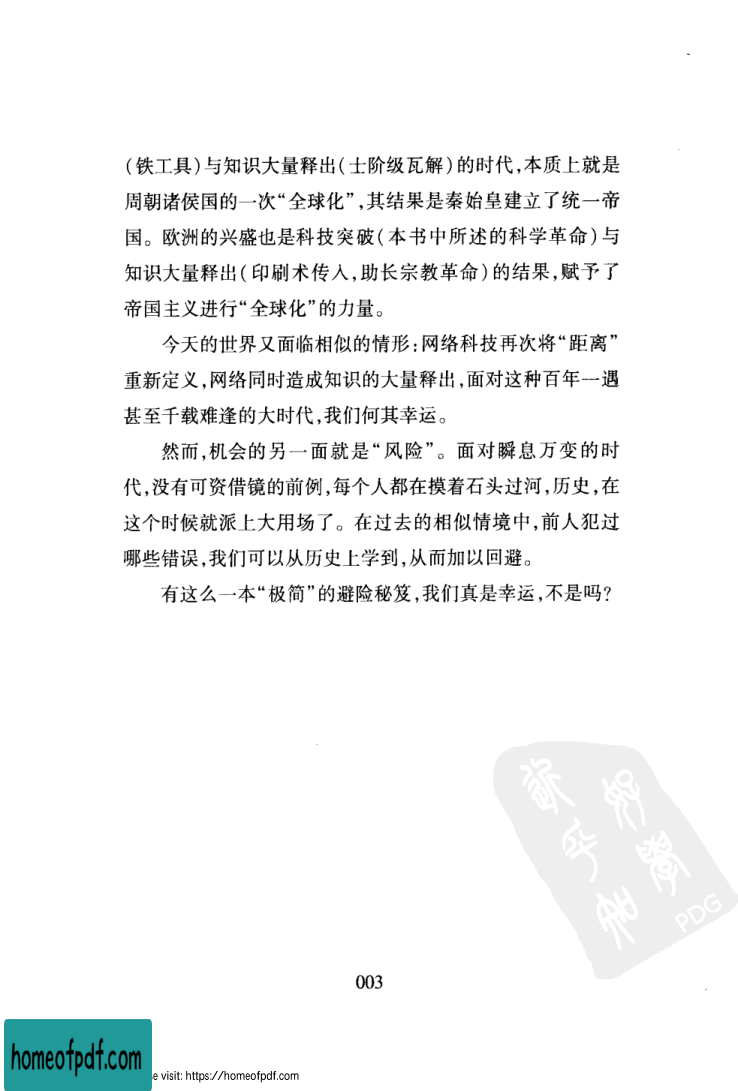 （铁工具）与知识大量释出（士阶级瓦解）的时代，本质上就是
周朝诸侯国的一次“全球化”，其结果是秦始皇建立了统一帝
国。欧洲的兴盛也是科技突破（本书中所述的科学革命）与
知识大量释出（印刷术传入，助长宗教革命）的结果，赋予了
帝国主义进行“全球化”的力量。
今天的世界又面临相似的情形：网络科技再次将“距离”
重新定义，网络同时造成知识的大量释出，面对这种百年一遇
甚至千载难逢的大时代，我们何其幸运。
然而，机会的另一面就是“风险”。面对瞬息万变的时
代，没有可资借镜的前例，每个人都在摸着石头过河，历史，在
这个时候就派上大用场了。在过去的相似情境中，前人犯过
哪些错误，我们可以从历史上学到，从而加以回避。
有这么一本“极简”的避险秘笈，我们真是幸运，不是吗？
好學
敏乎知
PDG
003
homeofpdf.com
e visit: https://homeofpdf.com